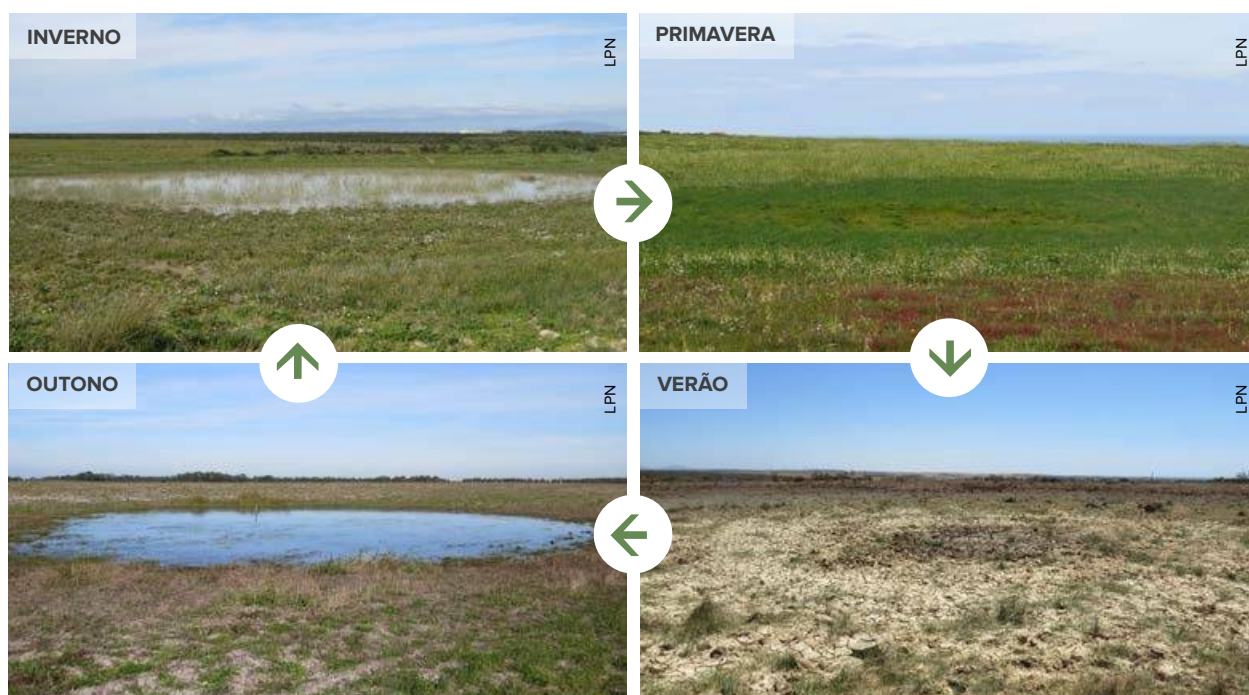 INVERNO
LPN
PRIMAVERA
LPN
OUTONO
LPN
VERÃO
LPN